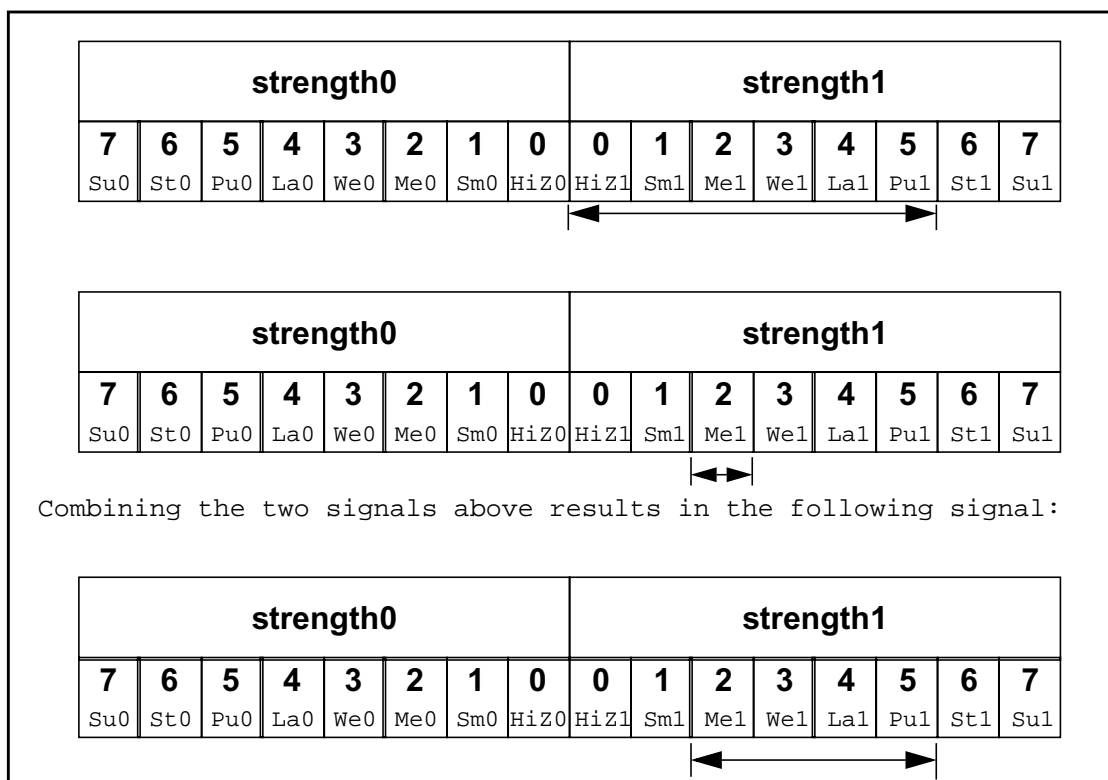 strength0 strength1
7 6 5 4 3 2 1 0 0 1 2 3 4 5 6 7
Su0 St0 Pu0 La0 We0 Me0 Sm0 HiZ0 HiZ1 Sm1 Me1 We1 La1 Pu1 St1 Su1
strength0 strength1
7 6 5 4 3 2 1 0 0 1 2 3 4 5 6 7
Su0 St0 Pu0 La0 We0 Me0 Sm0 HiZ0 HiZ1 Sm1 Me1 We1 La1 Pu1 St1 Su1
Combining the two signals above results in the following signal:
strength0 strength1
7 6 5 4 3 2 1 0 0 1 2 3 4 5 6 7
Su0 St0 Pu0 La0 We0 Me0 Sm0 HiZ0 HiZ1 Sm1 Me1 We1 La1 Pu1 St1 Su1